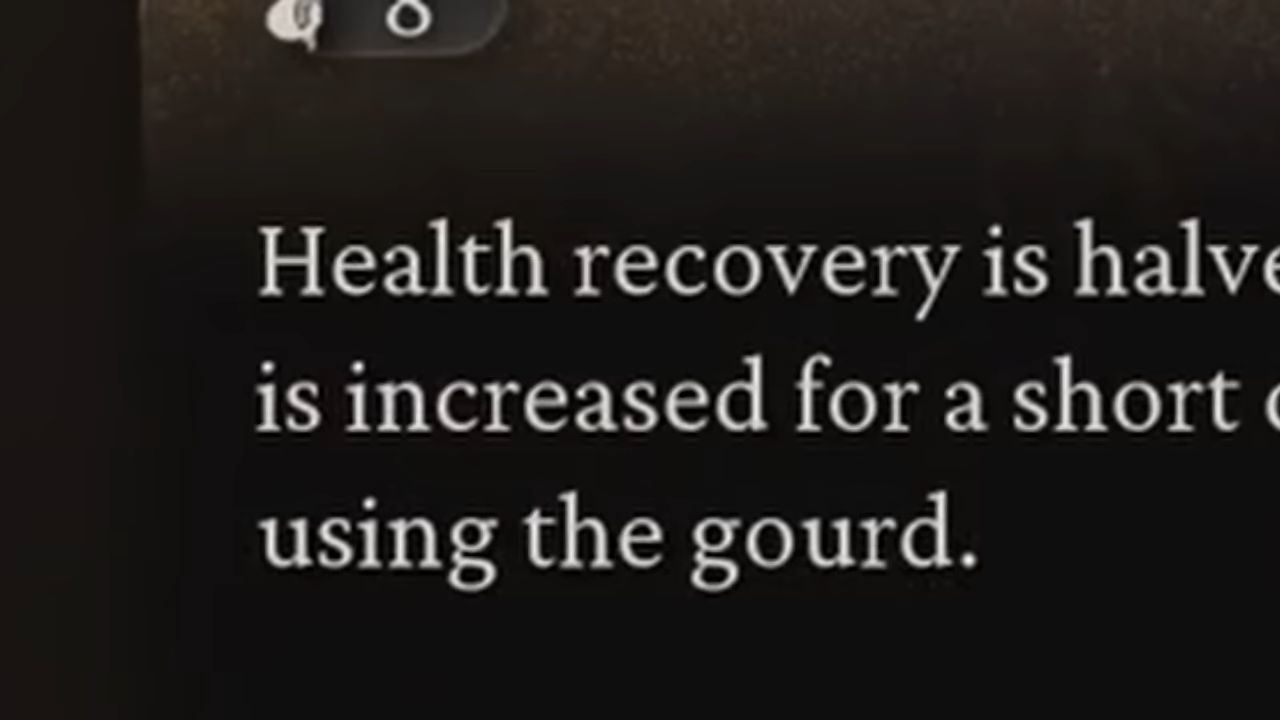 8
Health recovery is halve
is increased for a short
using the gourd.